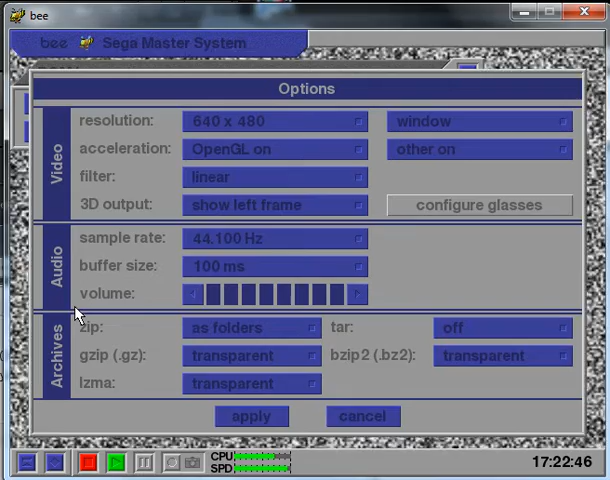 bee
bee Sega Master System
Options
Video
resolution: 640 x 480 window
acceleration: OpenGL on other on
filter: linear
3D output: show left frame configure glasses
Audio
sample rate: 44.100 Hz
buffer size: 100 ms
volume:
Archives
zip: as folders tar: off
gzip (.gz): transparent bzip2 (.bz2): transparent
lzma: transparent
apply cancel
CPU
SPD
17:22:46